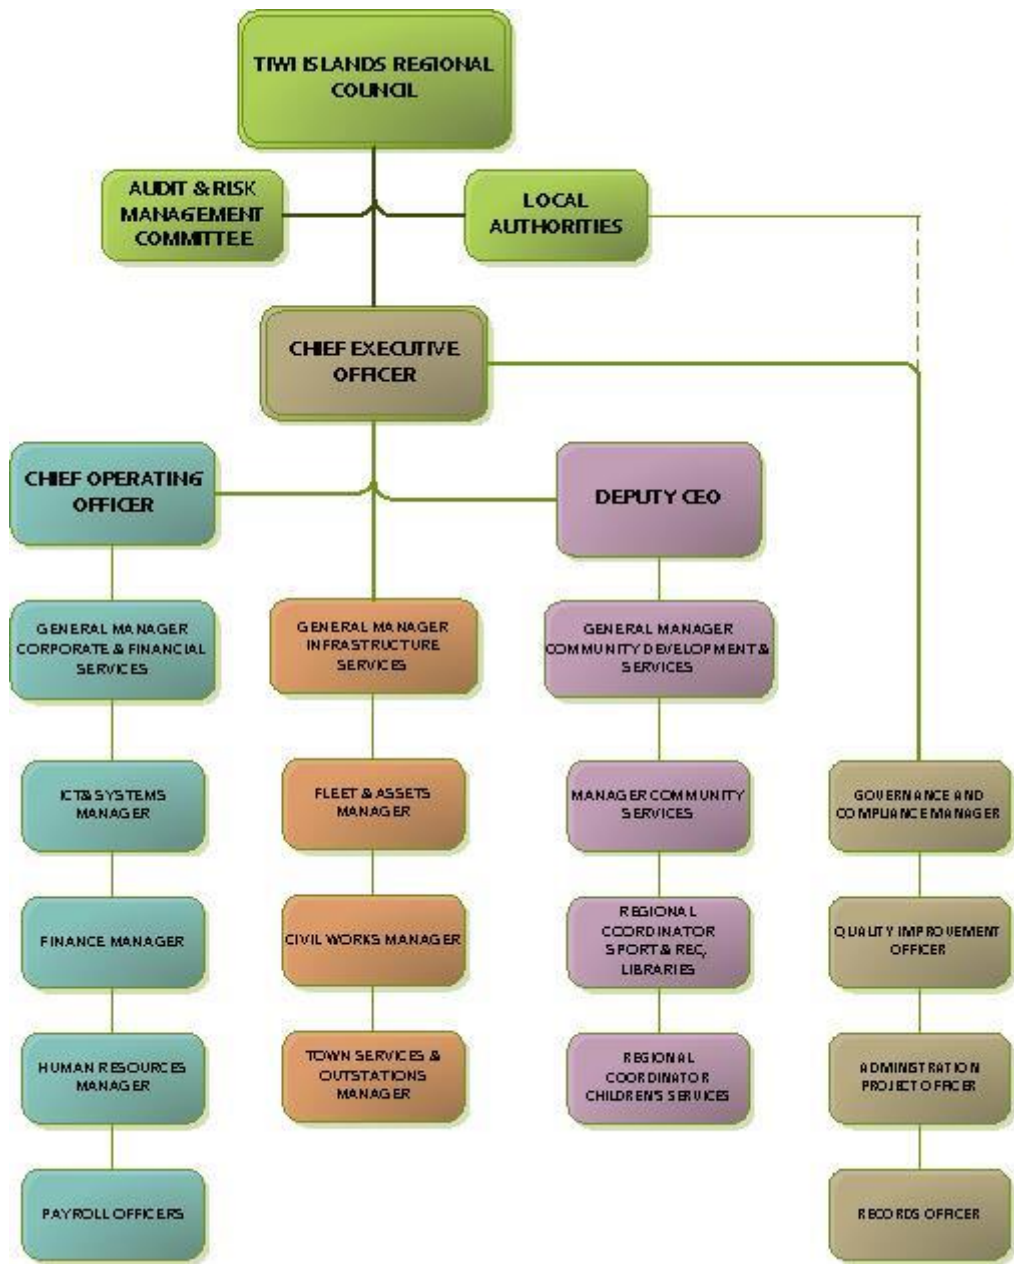 TIWI ISLANDS REGIONAL
COUNCIL
AUDIT & RISK
MANAGEMENT
COMMITTEE
LOCAL
AUTHORITIES
CHIEF EXECUTIVE
OFFICER
CHIEF OPERATING
OFFICER
DEPUTY CEO
GENERAL MANAGER
CORPORATE & FINANCIAL
SERVICES
GENERAL MANAGER
INFRASTRUCTURE
SERVICES
GENERAL MANAGER
COMMUNITY DEVELOPMENT &
SERVICES
ICT& SYSTEMS
MANAGER
FLEET & ASSETS
MANAGER
MANAGER COMMUNITY
SERVICES
GOVERNANCE AND
COMPLIANCE MANAGER
FINANCE MANAGER
CIVIL WORKS MANAGER
REGIONAL
COORDINATOR
SPORT & REC,
LIBRARIES
QUALITY IMPROVEMENT
OFFICER
HUMAN RESOURCES
MANAGER
TOWN SERVICES &
OUTSTATIONS
MANAGER
REGIONAL
COORDINATOR
CHILDREN'S SERVICES
ADMINISTRATION
PROJECT OFFICER
PAYROLL OFFICERS
RECORDS OFFICER